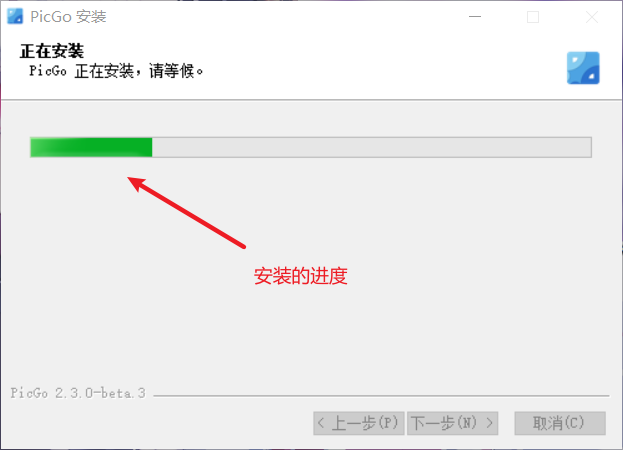 PicGo 安装
正在安装
PicGo 正在安装，请等候。
安装的进度
PicGo 2.3.0-beta.3
< 上一步(P) 下一步(N) > 取消(C)